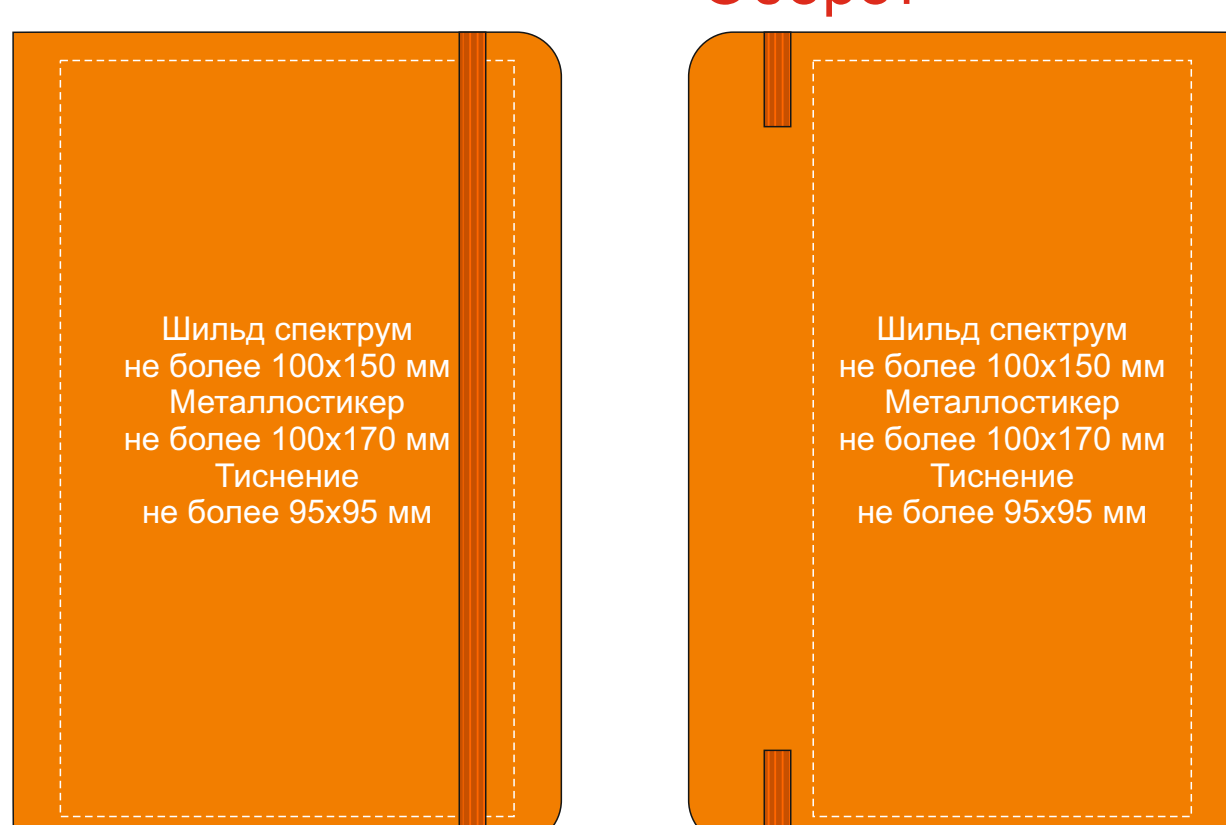 Оборот
Шильд спектрум
не более 100х150 мм
Металлостикер
не более 100х170 мм
Тиснение
не более 95х95 мм
Шильд спектрум
не более 100х150 мм
Металлостикер
не более 100х170 мм
Тиснение
не более 95х95 мм